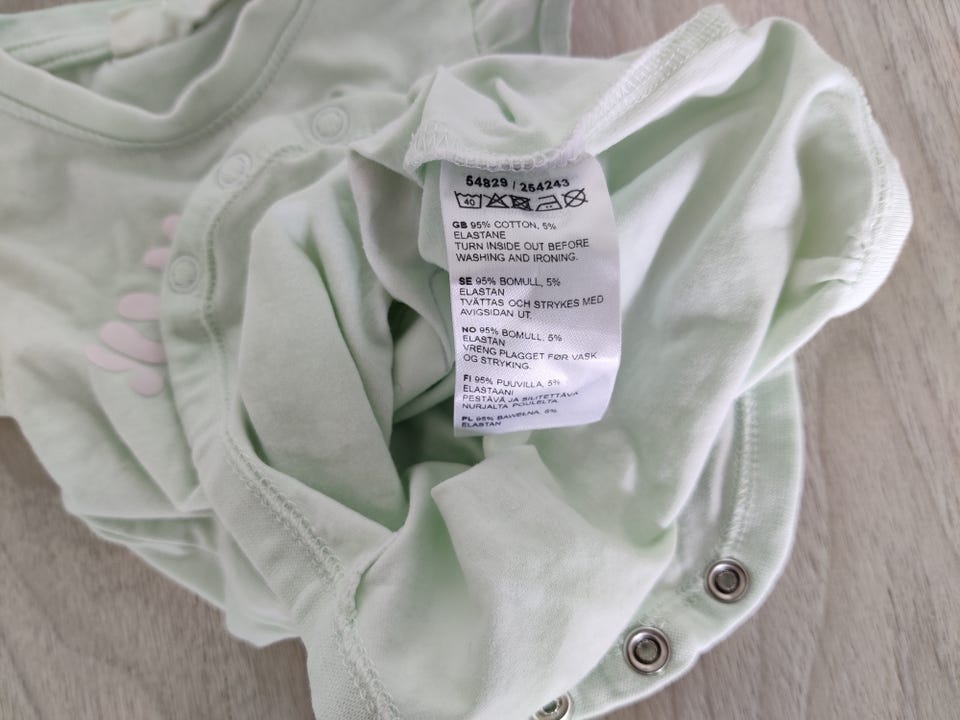 54829 / 254243
40
GB 95% COTTON, 5%
ELASTANE
TURN INSIDE OUT BEFORE
WASHING AND IRONING.
SE 95% BOMULL, 5%
ELASTAN
TVÄTTAS OCH STRYKES MED
AVIGSIDAN UT.
NO 95% BOMULL, 5%
ELASTAN
VRENG PLAGGET FØR VASK
OG STRYKING.
FI 95% PUUVILLA, 5%
ELASTAANI
PESTÄVÄ JA SILITETTÄVÄ
NURJALTA PUOLELTA.
PL 95% BAWEŁNA, 5%
ELASTAN